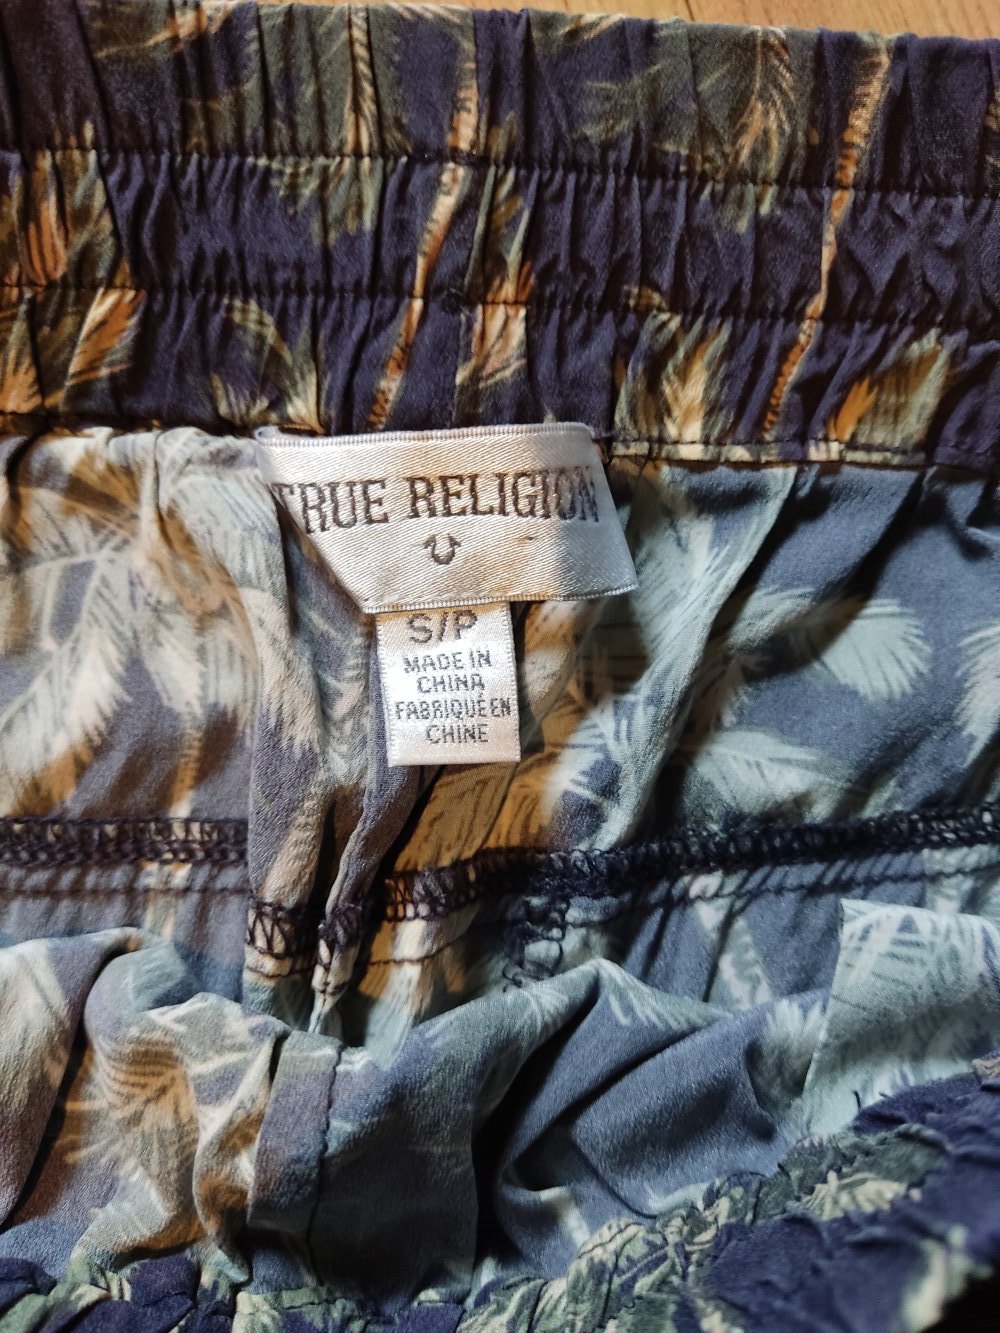 TRUE RELIGION
S/P
MADE IN
CHINA
FABRIQUÉ EN
CHINE